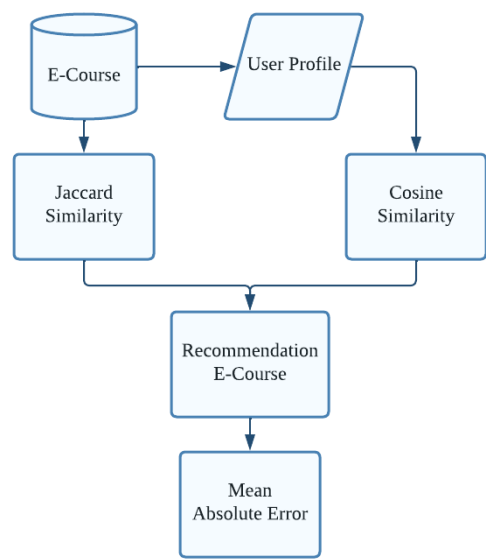 E-Course
User Profile
Jaccard
Similarity
Cosine
Similarity
Recommendation
E-Course
Mean
Absolute Error